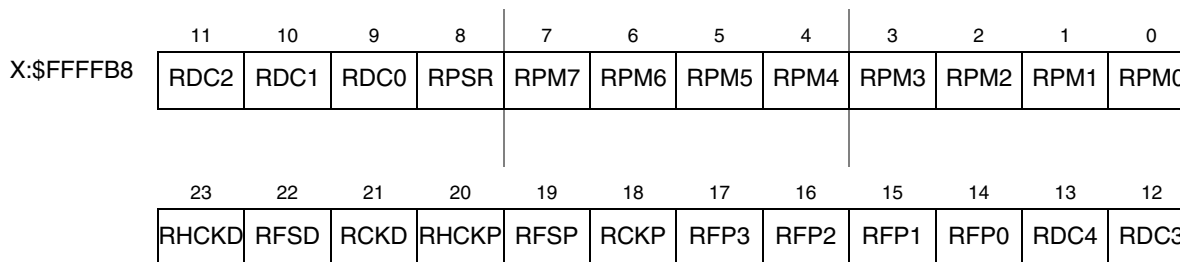 11 10 9 8 7 6 5 4 3 2 1 0
X:$FFFFB8 RDC2 RDC1 RDC0 RPSR RPM7 RPM6 RPM5 RPM4 RPM3 RPM2 RPM1 RPM0
23 22 21 20 19 18 17 16 15 14 13 12
RHCKD RFSD RCKD RHCKP RFSP RCKP RFP3 RFP2 RFP1 RFP0 RDC4 RDC3